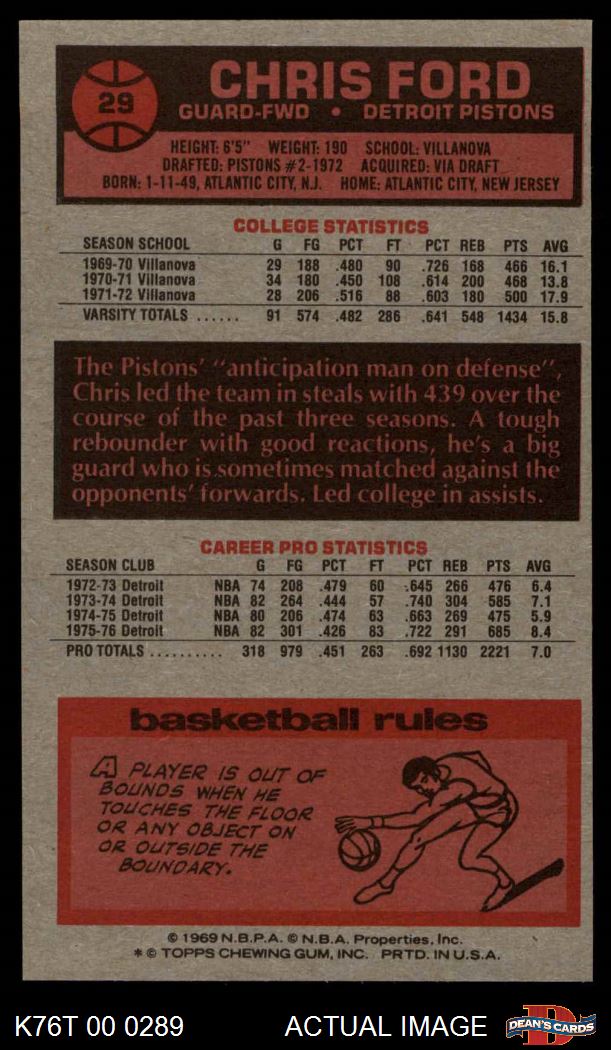 29
CHRIS FORD
GUARD-FWD • DETROIT PISTONS
HEIGHT: 6'5" WEIGHT: 190 SCHOOL: VILLANOVA
DRAFTED: PISTONS #2-1972 ACQUIRED: VIA DRAFT
BORN: 1-11-49, ATLANTIC CITY, N.J. HOME: ATLANTIC CITY, NEW JERSEY
COLLEGE STATISTICS
SEASON SCHOOL G FG PCT FT PCT REB PTS AVG
1969-70 Villanova 29 188 .480 90 .726 168 466 16.1
1970-71 Villanova 34 180 .450 108 .614 200 468 13.8
1971-72 Villanova 28 206 .516 88 .603 180 500 17.9
VARSITY TOTALS ...... 91 574 .482 286 .641 548 1434 15.8
The Pistons' "anticipation man on defense",
Chris led the team in steals with 439 over the
course of the past three seasons. A tough
rebounder with good reactions, he's a big
guard who is sometimes matched against the
opponents' forwards. Led college in assists.
CAREER PRO STATISTICS
SEASON CLUB G FG PCT FT PCT REB PTS AVG
1972-73 Detroit NBA 74 208 .479 60 .645 266 476 6.4
1973-74 Detroit NBA 82 264 .444 57 .740 304 585 7.1
1974-75 Detroit NBA 80 206 .474 63 .663 269 475 5.9
1975-76 Detroit NBA 82 301 .426 83 .722 291 685 8.4
PRO TOTALS .......... 318 979 .451 263 .692 1130 2221 7.0
basketball rules
A PLAYER IS OUT OF
BOUNDS WHEN HE
TOUCHES THE FLOOR
OR ANY OBJECT ON
OR OUTSIDE THE
BOUNDARY.
© 1969 N.B.P.A. © N.B.A. Properties, Inc.
* © TOPPS CHEWING GUM, INC. PRTD. IN U.S.A.
K76T 00 0289 ACTUAL IMAGE
D
DEAN'S CARDS